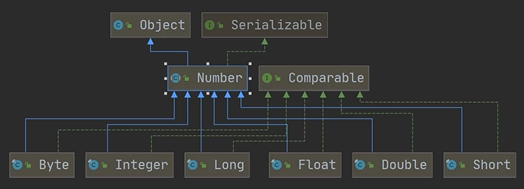 Object Serializable
Number Comparable
Byte Integer Long Float Double Short